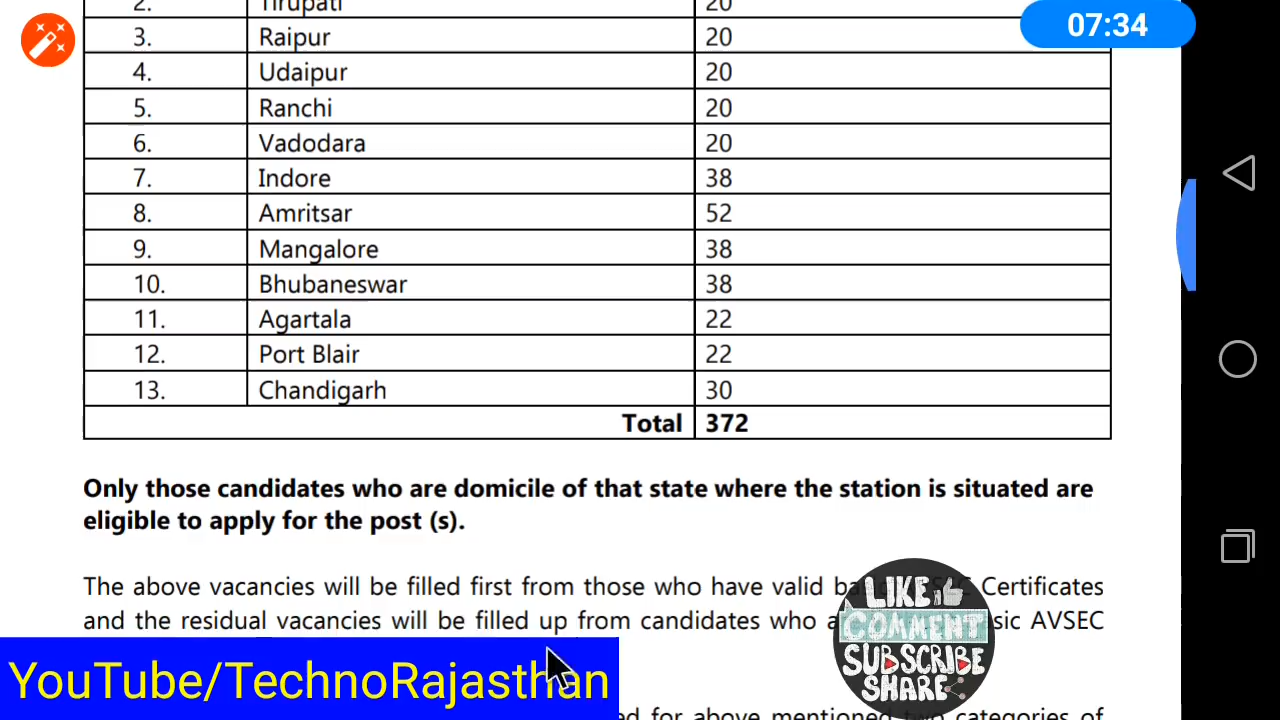 07:34
2. Tirupati 20
3. Raipur 20
4. Udaipur 20
5. Ranchi 20
6. Vadodara 20
7. Indore 38
8. Amritsar 52
9. Mangalore 38
10. Bhubaneswar 38
11. Agartala 22
12. Port Blair 22
13. Chandigarh 30
Total 372
Only those candidates who are domicile of that state where the station is situated are
eligible to apply for the post (s).
The above vacancies will be filled first from those who have valid Certificates
and the residual vacancies will be filled up from candidates who AVSEC
for above mentioned two categories of
LIKE
COMMENT
SUBSCRIBE
SHARE
YouTube/TechnoRajasthan